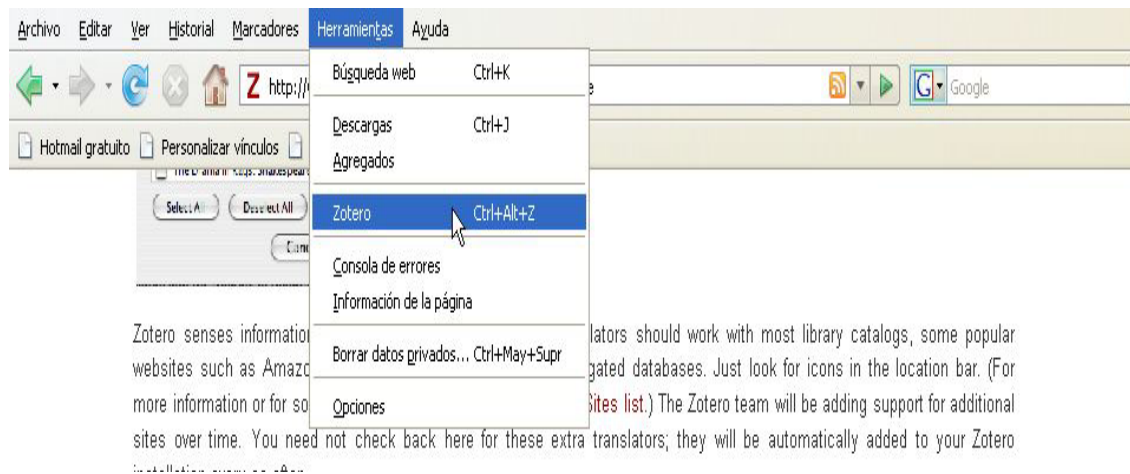 Archivo Editar Ver Historial Marcadores Herramientas Ayuda
Z http:// e G Google
Hotmail gratuito Personalizar vínculos
Búsqueda web Ctrl+K
Descargas Ctrl+J
Agregados
Zotero Ctrl+Alt+Z
Consola de errores
Información de la página
Borrar datos privados... Ctrl+May+Supr
Opciones
Select All Deselect All
Zotero senses information lators should work with most library catalogs, some popular
websites such as Amazo gated databases. Just look for icons in the location bar. (For
more information or for so Sites list.) The Zotero team will be adding support for additional
sites over time. You need not check back here for these extra translators; they will be automatically added to your Zotero